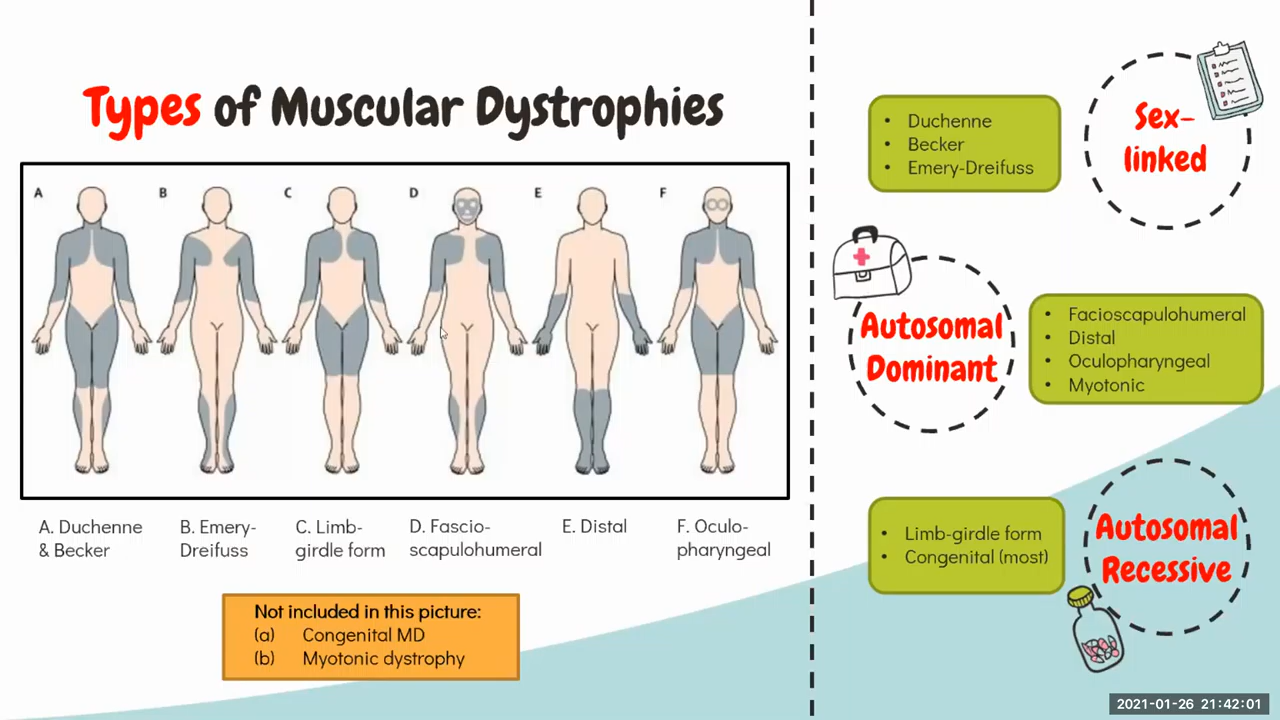 Types of Muscular Dystrophies
A
B
C
D
E
F
A. Duchenne
& Becker
B. Emery-
Dreifuss
C. Limb-
girdle form
D. Fascio-
scapulohumeral
E. Distal
F. Oculo-
pharyngeal
Not included in this picture:
(a) Congenital MD
(b) Myotonic dystrophy
• Duchenne
• Becker
• Emery-Dreifuss
Sex-
linked
Autosomal
Dominant
• Facioscapulohumeral
• Distal
• Oculopharyngeal
• Myotonic
• Limb-girdle form
• Congenital (most)
Autosomal
Recessive
2021-01-26 21:42:01